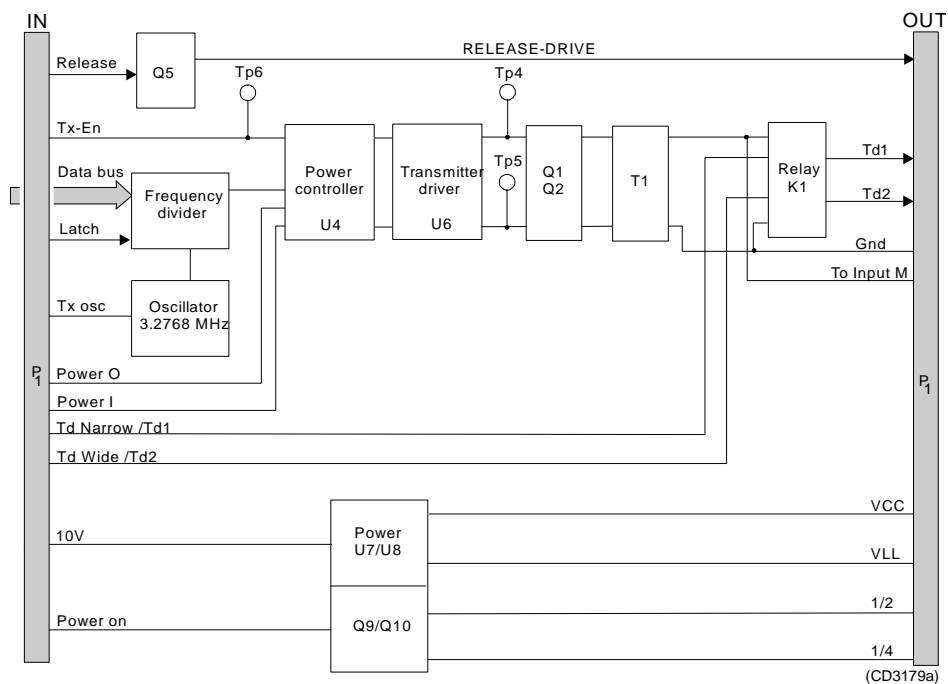 IN
OUT
Release
Q5
RELEASE-DRIVE
Tp6
Tp4
Tx-En
Data bus
Frequency
divider
Latch
Power
controller
U4
Transmitter
driver
U6
Tp5
Q1
Q2
T1
Relay
K1
Td1
Td2
Gnd
To Input M
Tx osc
Oscillator
3.2768 MHz
P1
P1
Power O
Power I
Td Narrow /Td1
Td Wide /Td2
10V
Power
U7/U8
VCC
VLL
Power on
Q9/Q10
1/2
1/4
(CD3179a)